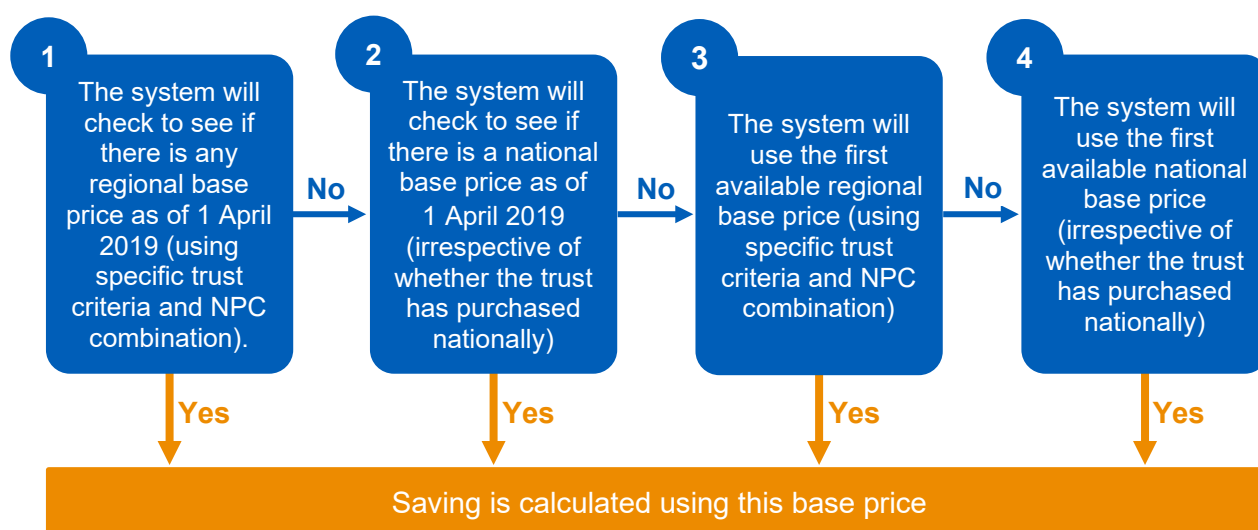 1
The system will
check to see if
there is any
regional base
price as of 1 April
2019 (using
specific trust
criteria and NPC
combination).
No
Yes
2
The system will
check to see if
there is a national
base price as of
1 April 2019
(irrespective of
whether the trust
has purchased
nationally)
No
Yes
3
The system will
use the first
available regional
base price (using
specific trust
criteria and NPC
combination)
No
Yes
4
The system will
use the first
available national
base price
(irrespective of
whether the trust
has purchased
nationally)
Yes
Saving is calculated using this base price